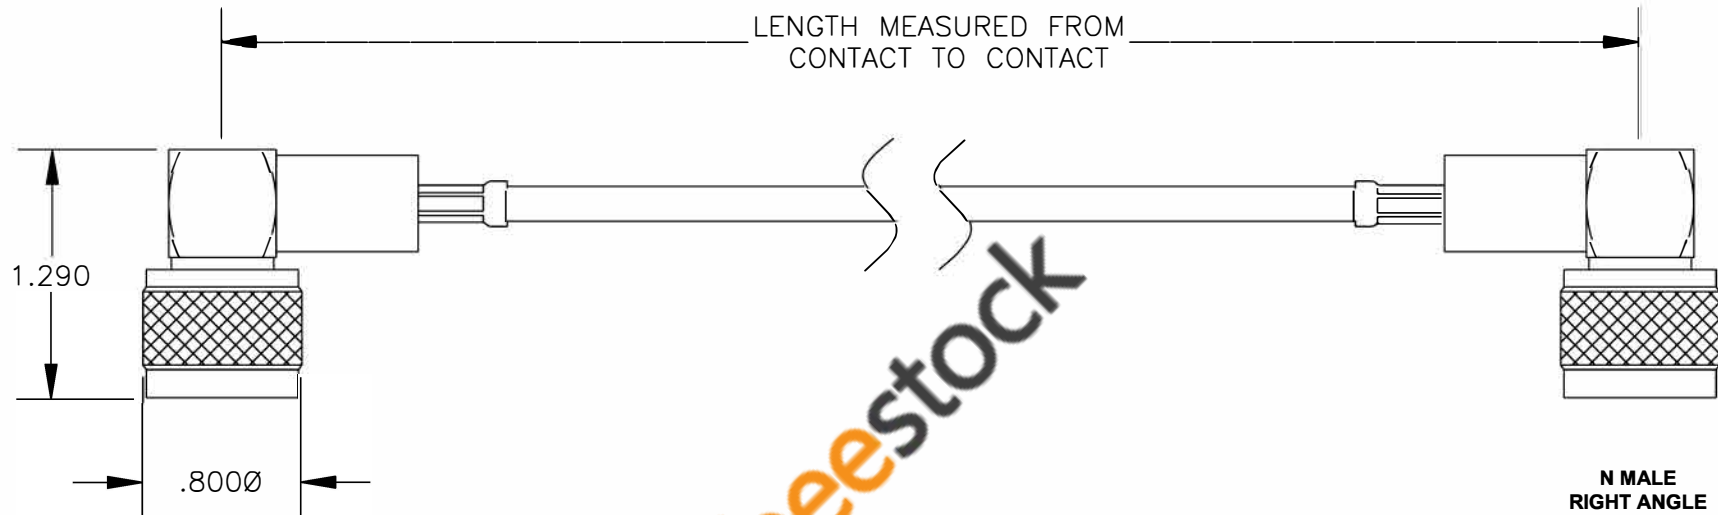 LENGTH MEASURED FROM
CONTACT TO CONTACT
1.290
.800Ø
eestock
N MALE
RIGHT ANGLE